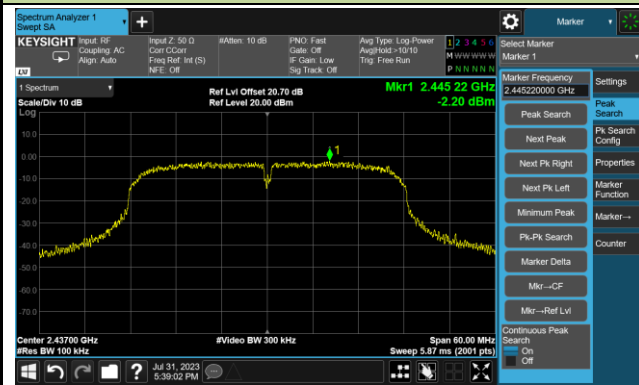 Spectrum Analyzer 1
Swept SA
Marker
KEYSIGHT
Input: RF
Coupling: AC
Align: Auto
Input Z: 50 Ω
Corr CCorr
Freq Ref: Int (S)
NFE: Off
#Atten: 10 dB
PNO: Fast
Gate: Off
IF Gain: Low
Sig Track: Off
Avg Type: Log-Power
Avg|Hold:>10/10
Trig: Free Run
1 2 3 4 5 6
M W W W W W
P N N N N N
LXI
Select Marker
Marker 1
1 Spectrum
Scale/Div 10 dB
Log
Ref Lvl Offset 20.70 dB
Ref Level 20.00 dBm
Mkr1 2.445 22 GHz
-2.20 dBm
10.0
0.00
-10.0
-20.0
-30.0
-40.0
-50.0
-60.0
-70.0
1
Center 2.43700 GHz
#Res BW 100 kHz
#Video BW 300 kHz
Span 60.00 MHz
Sweep 5.87 ms (2001 pts)
Marker Frequency
2.445220000 GHz
Peak Search
Next Peak
Next Pk Right
Next Pk Left
Minimum Peak
Pk-Pk Search
Marker Delta
Mkr→CF
Mkr→Ref Lvl
Continuous Peak
Search
On
Off
Settings
Peak
Search
Pk Search
Config
Properties
Marker
Function
Marker→
Counter
?
Jul 31, 2023
5:39:02 PM